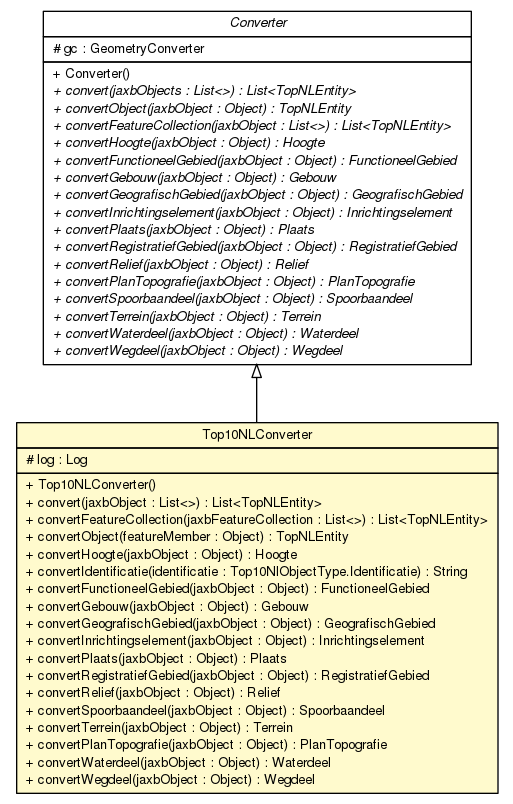 Converter
# gc : GeometryConverter
+ Converter()
+ convert(jaxbObjects : List<>) : List<TopNLEntity>
+ convertObject(jaxbObject : Object) : TopNLEntity
+ convertFeatureCollection(jaxbObject : List<>) : List<TopNLEntity>
+ convertHoogte(jaxbObject : Object) : Hoogte
+ convertFunctioneelGebied(jaxbObject : Object) : FunctioneelGebied
+ convertGebouw(jaxbObject : Object) : Gebouw
+ convertGeografischGebied(jaxbObject : Object) : GeografischGebied
+ convertInrichtingselement(jaxbObject : Object) : Inrichtingselement
+ convertPlaats(jaxbObject : Object) : Plaats
+ convertRegistratiefGebied(jaxbObject : Object) : RegistratiefGebied
+ convertRelief(jaxbObject : Object) : Relief
+ convertPlanTopografie(jaxbObject : Object) : PlanTopografie
+ convertSpoorbaandeel(jaxbObject : Object) : Spoorbaandeel
+ convertTerrein(jaxbObject : Object) : Terrein
+ convertWaterdeel(jaxbObject : Object) : Waterdeel
+ convertWegdeel(jaxbObject : Object) : Wegdeel
Top10NLConverter
# log : Log
+ Top10NLConverter()
+ convert(jaxbObject : List<>) : List<TopNLEntity>
+ convertFeatureCollection(jaxbFeatureCollection : List<>) : List<TopNLEntity>
+ convertObject(featureMember : Object) : TopNLEntity
+ convertHoogte(jaxbObject : Object) : Hoogte
+ convertIdentificatie(identificatie : Top10NlObjectType.Identificatie) : String
+ convertFunctioneelGebied(jaxbObject : Object) : FunctioneelGebied
+ convertGebouw(jaxbObject : Object) : Gebouw
+ convertGeografischGebied(jaxbObject : Object) : GeografischGebied
+ convertInrichtingselement(jaxbObject : Object) : Inrichtingselement
+ convertPlaats(jaxbObject : Object) : Plaats
+ convertRegistratiefGebied(jaxbObject : Object) : RegistratiefGebied
+ convertRelief(jaxbObject : Object) : Relief
+ convertSpoorbaandeel(jaxbObject : Object) : Spoorbaandeel
+ convertTerrein(jaxbObject : Object) : Terrein
+ convertPlanTopografie(jaxbObject : Object) : PlanTopografie
+ convertWaterdeel(jaxbObject : Object) : Waterdeel
+ convertWegdeel(jaxbObject : Object) : Wegdeel